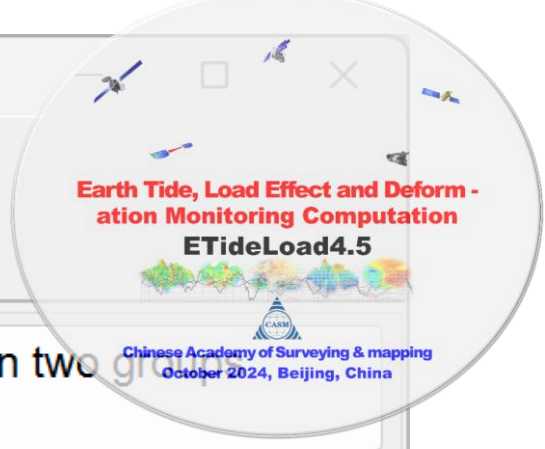 Earth Tide, Load Effect and Deform -
ation Monitoring Computation
ETideLoad4.5
CASM
n two groups
Chinese Academy of Surveying & mapping
October 2024, Beijing, China